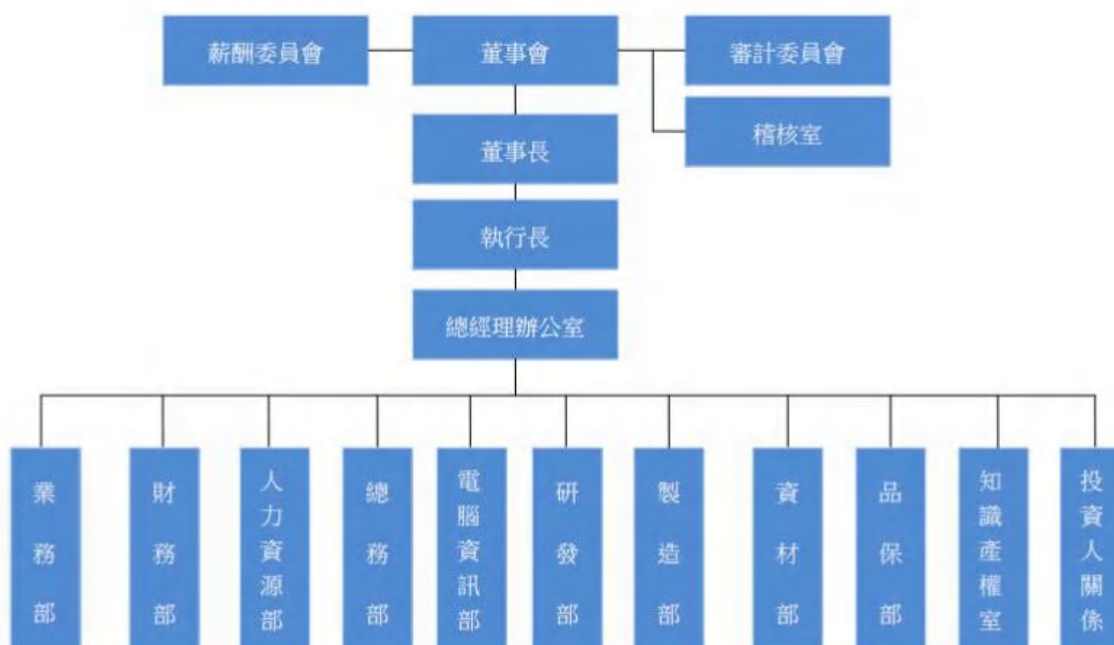 薪酬委員會
董事會
審計委員會
稽核室
董事長
執行長
總經理辦公室
業務部
財務部
人力資源部
總務部
電腦資訊部
研發部
製造部
資材部
品保部
知識產權室
投資人關係